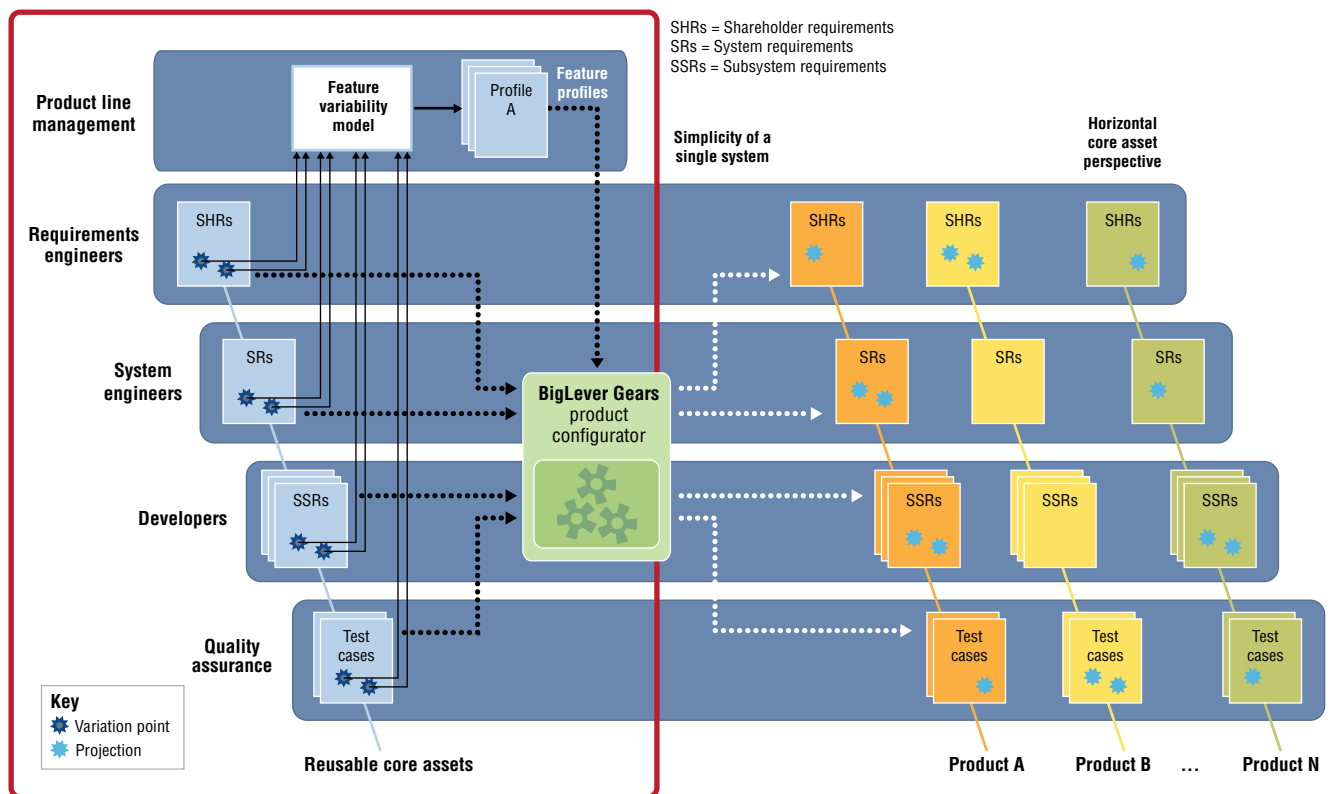 SHRs = Shareholder requirements
SRs = System requirements
SSRs = Subsystem requirements
Product line
management
Feature
variability
model
Profile
A
Feature
profiles
Simplicity of a
single system
Horizontal
core asset
perspective
Requirements
engineers
SHRs
SHRs
SHRs
SHRs
System
engineers
SRs
SRs
SRs
SRs
BigLever Gears
product
configurator
Developers
SSRs
SSRs
SSRs
SSRs
Quality
assurance
Test
cases
Test
cases
Test
cases
Test
cases
Key
Variation point
Projection
Reusable core assets
Product A
Product B
...
Product N